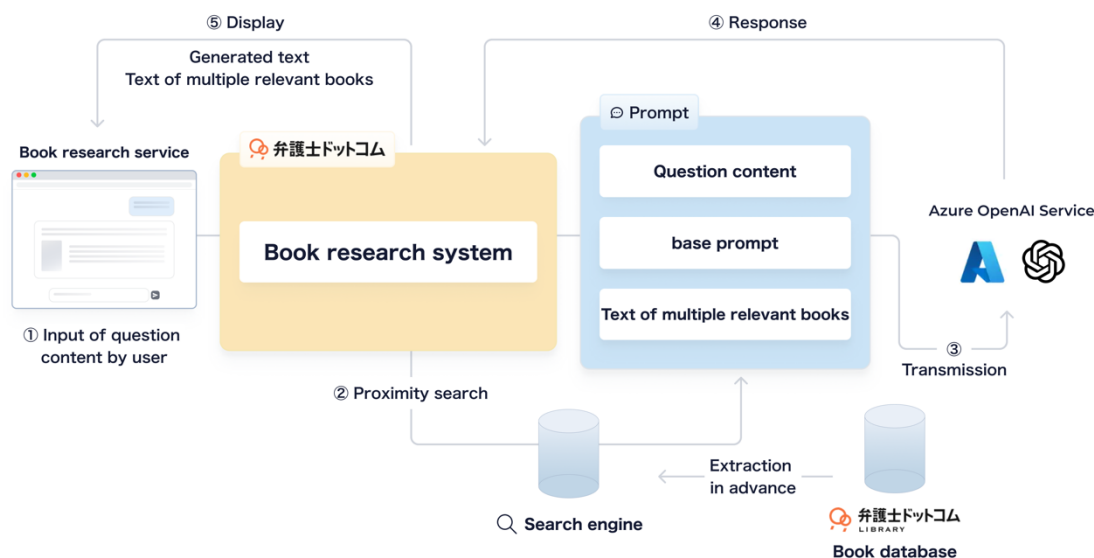 ⑤ Display
Generated text
Text of multiple relevant books
④ Response
Book research service
弁護士ドットコム
Book research system
Prompt
Question content
base prompt
Text of multiple relevant books
Azure OpenAI Service
① Input of question
content by user
② Proximity search
③
Transmission
Extraction
in advance
Search engine
弁護士ドットコム
LIBRARY
Book database